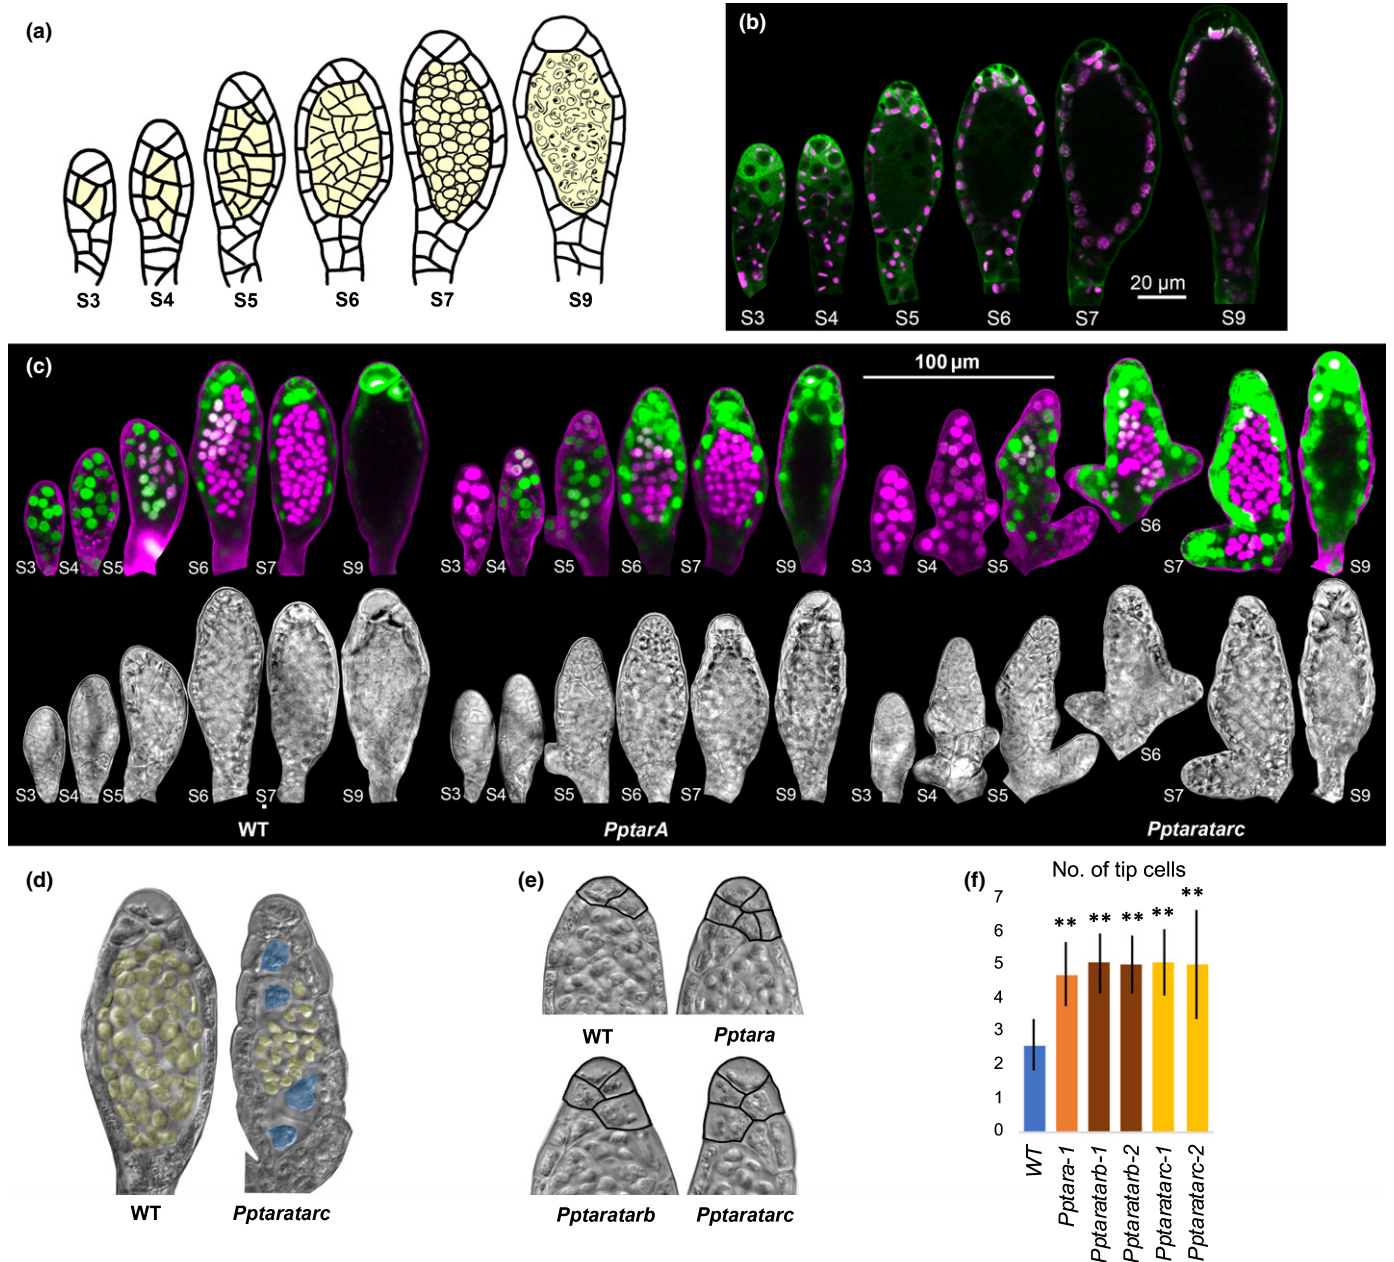 (a)
S3
S4
S5
S6
S7
S9
(b)
20 µm
S3
S4
S5
S6
S7
S9
(c)
100 µm
S3
S4
S5
S6
S7
S9
S3
S4
S5
S6
S7
S9
S3
S4
S5
S6
S7
S9
S3
S4
S5
S6
S7
S9
S3
S4
S5
S6
S7
S9
S3
S4
S5
S6
S7
S9
WT
PptarA
Pptaratarc
(d)
WT
Pptaratarc
(e)
WT
Pptara
Pptaratarb
Pptaratarc
(f)
No. of tip cells
7
6
5
4
3
2
1
0
**
**
**
**
**
WT
Pptara-1
Pptaratarb-1
Pptaratarb-2
Pptaratarc-1
Pptaratarc-2